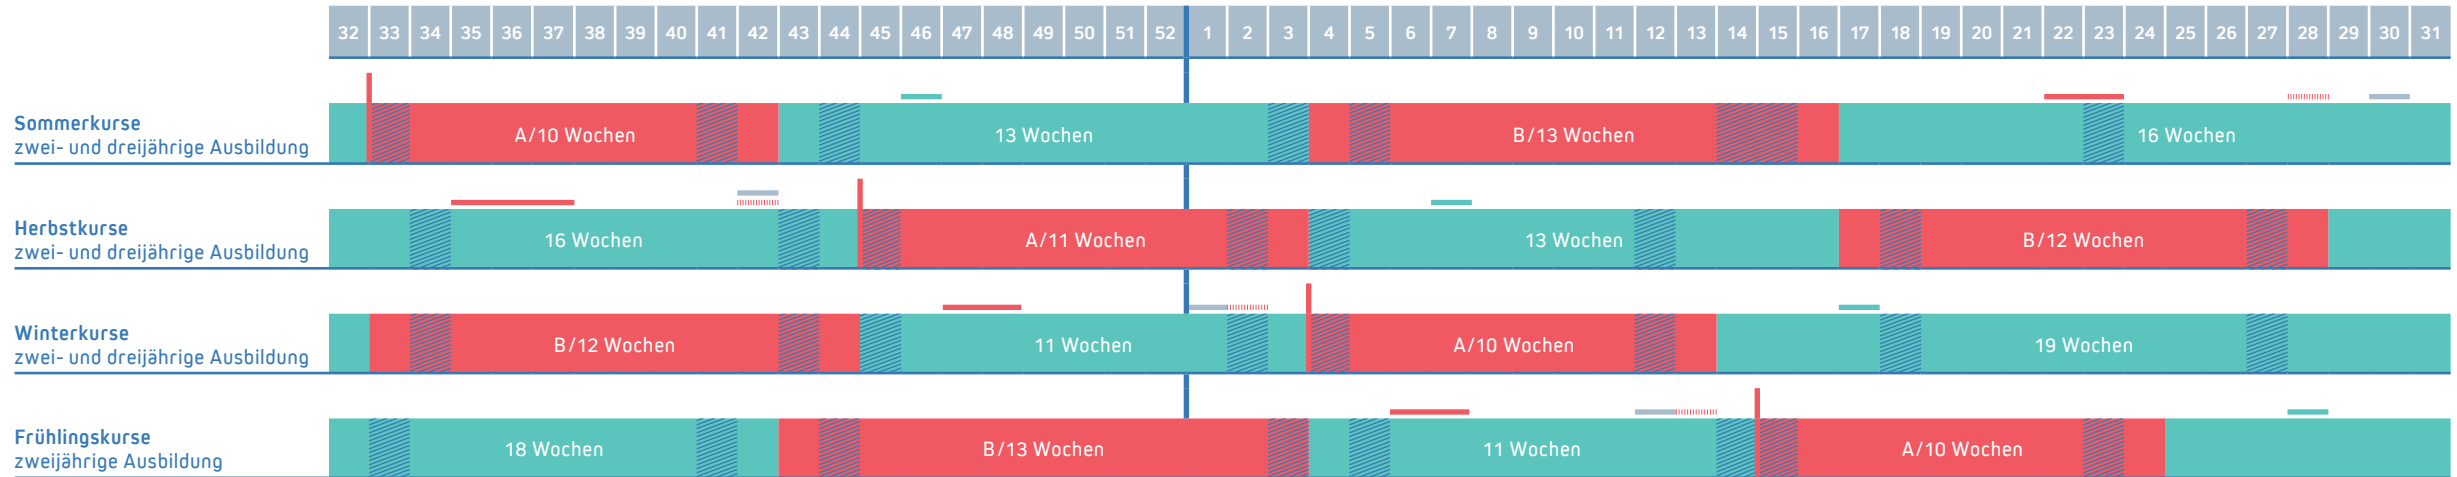 32 33 34 35 36 37 38 39 40 41 42 43 44 45 46 47 48 49 50 51 52 1 2 3 4 5 6 7 8 9 10 11 12 13 14 15 16 17 18 19 20 21 22 23 24 25 26 27 28 29 30 31
Sommerkurse
zwei- und dreijährige Ausbildung
A/10 Wochen 13 Wochen B/13 Wochen 16 Wochen
Herbstkurse
zwei- und dreijährige Ausbildung
16 Wochen A/11 Wochen 13 Wochen B/12 Wochen
Winterkurse
zwei- und dreijährige Ausbildung
B/12 Wochen 11 Wochen A/10 Wochen 19 Wochen
Frühlingskurse
zweijährige Ausbildung
18 Wochen B/13 Wochen 11 Wochen A/10 Wochen